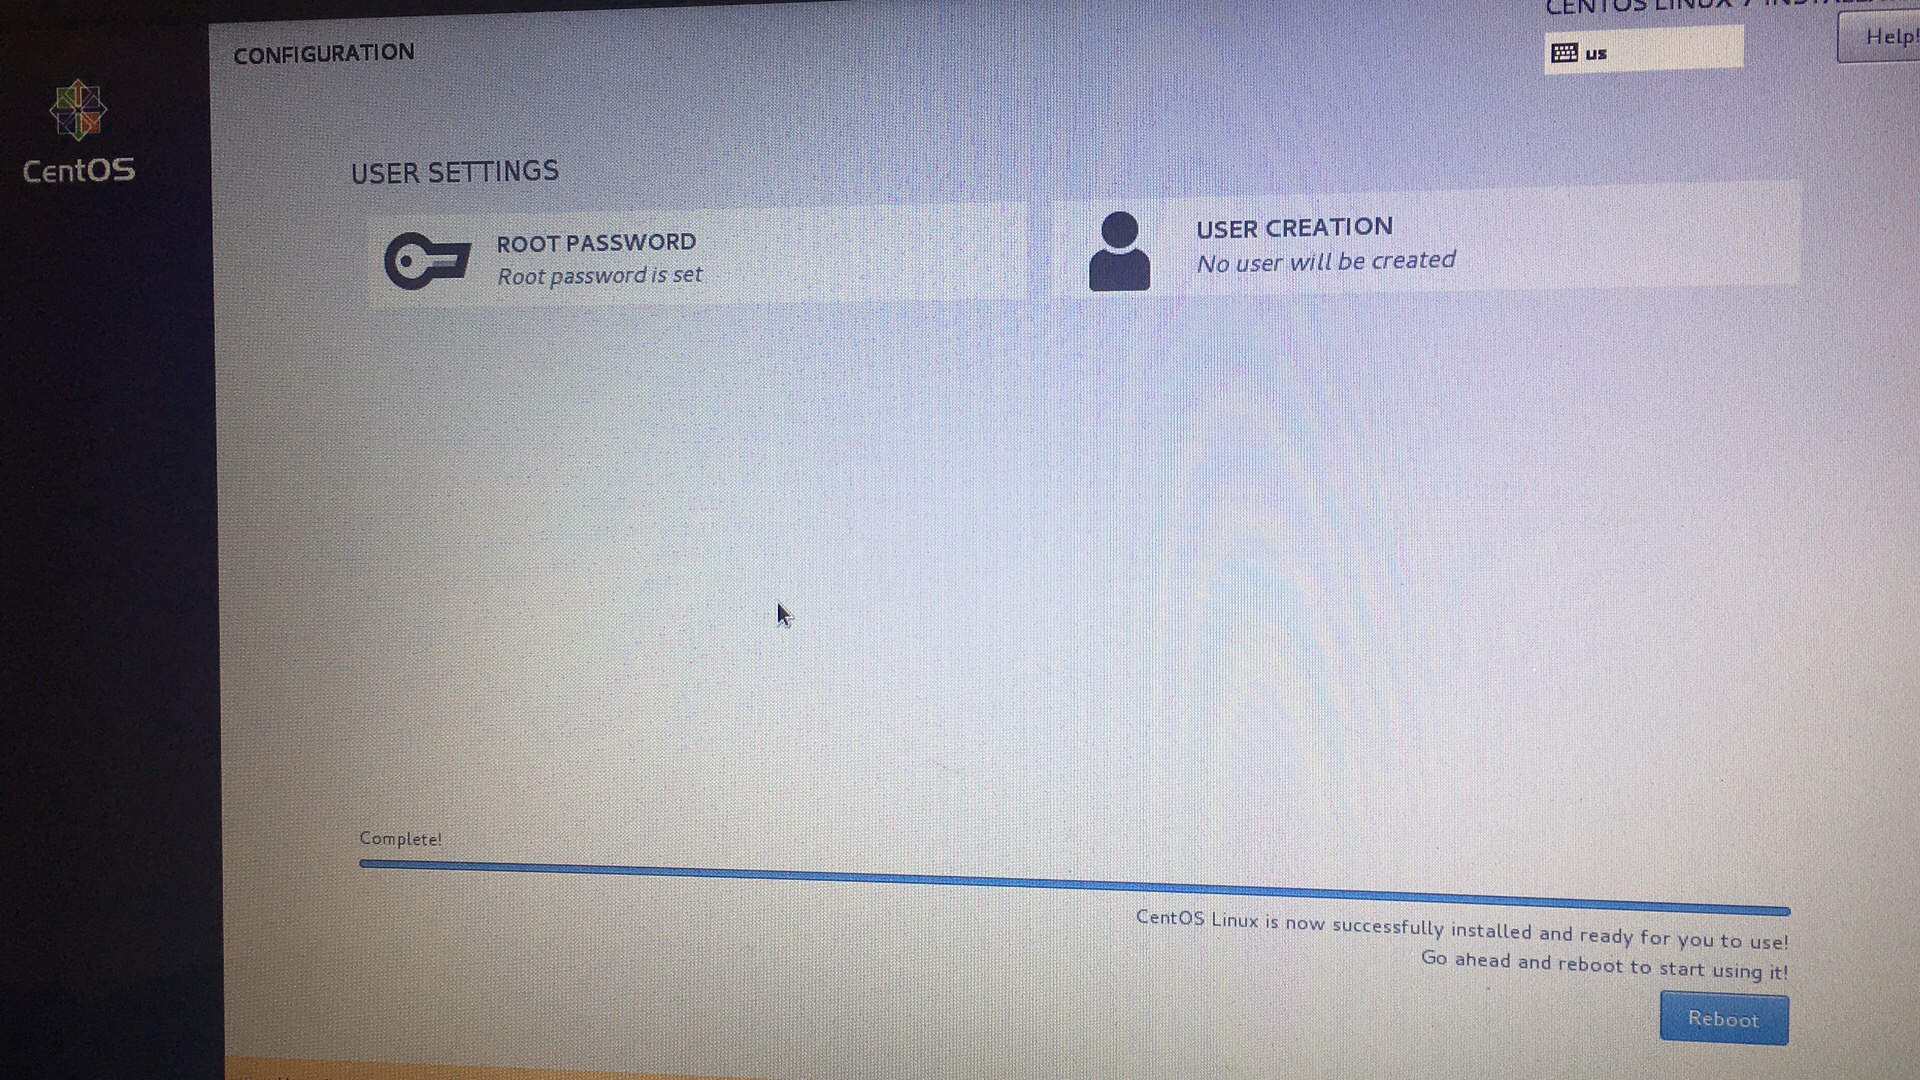 CONFIGURATION
CENTOS LINUX 7
us
Help!
CentOS
USER SETTINGS
ROOT PASSWORD
Root password is set
USER CREATION
No user will be created
Complete!
CentOS Linux is now successfully installed and ready for you to use!
Go ahead and reboot to start using it!
Reboot